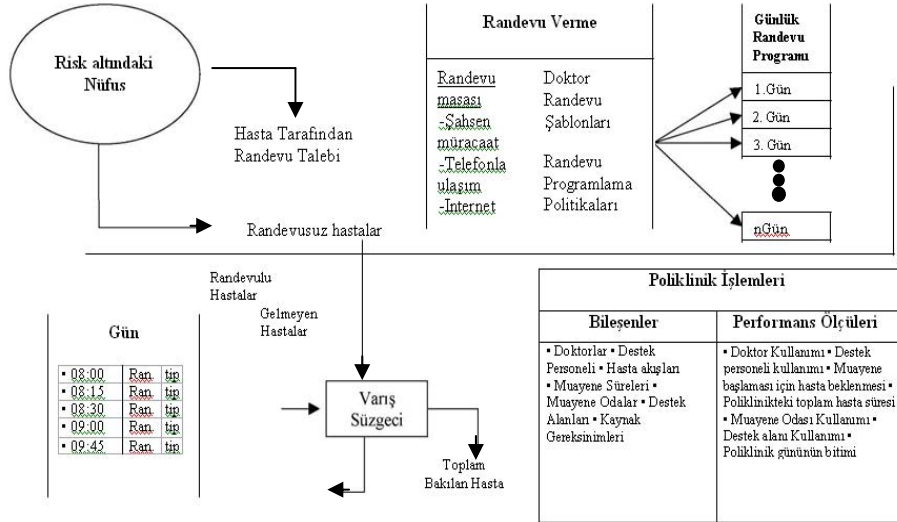 Risk altındaki
Nüfus
Hasta Tarafından
Randevu Talebi
Randevusuz hastalar
Randevu Verme
Randevu
masası
-Şahsen
müracaat
-Telefonla
ulaşım
-Internet
Doktor
Randevu
Şablonları
Randevu
Programlama
Politikaları
Günlük
Randevu
Programı
1.Gün
2. Gün
3. Gün
nGün
Randevulu
Hastalar
Gelmeyen
Hastalar
Gün
▪ 08:00 Ran. tip
▪ 08:15 Ran. tip
▪ 08:30 Ran. tip
▪ 09:00 Ran. tip
▪ 09:45 Ran. tip
Varış
Süzgeci
Toplam
Bakılan Hasta
Poliklinik İşlemleri
Bileşenler
▪ Doktorlar ▪ Destek
Personeli ▪ Hasta akışları
▪ Muayene Süreleri ▪
Muayene Odalar ▪ Destek
Alanları ▪ Kaynak
Gereksinimleri
Performans Ölçüleri
▪ Doktor Kullanımı ▪ Destek
personeli kullanımı ▪ Muayene
başlaması için hasta beklenmesi ▪
Poliklinikteki toplam hasta süresi
▪ Muayene Odası Kullanımı ▪
Destek alanı Kullanımı ▪
Poliklinik gününün bitimi